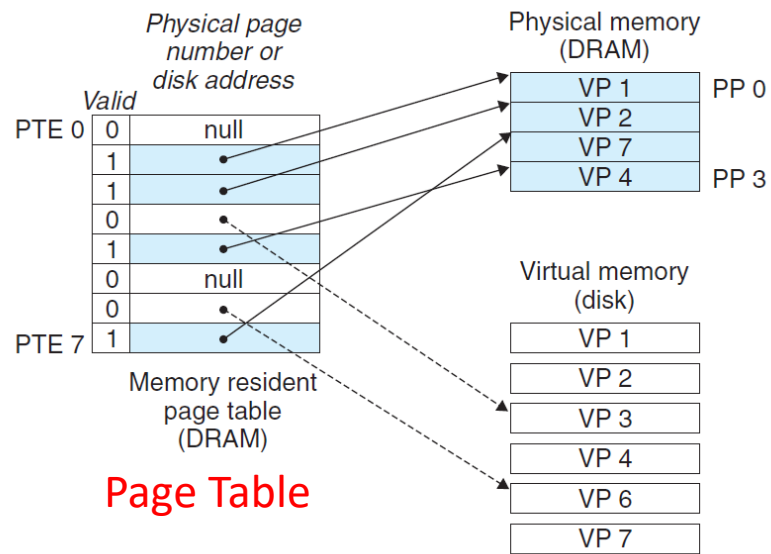 Physical page
number or
disk address
Valid
PTE 0 0 null
1
1
0
1
0 null
0
PTE 7 1
Memory resident
page table
(DRAM)
Page Table
Physical memory
(DRAM)
VP 1 PP 0
VP 2
VP 7
VP 4 PP 3
Virtual memory
(disk)
VP 1
VP 2
VP 3
VP 4
VP 6
VP 7